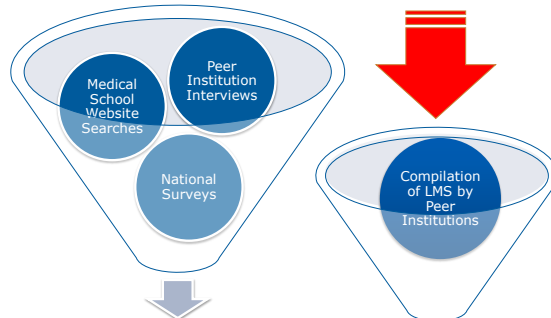 Medical
School
Website
Searches
Peer
Institution
Interviews
National
Surveys
Compilation
of LMS by
Peer
Institutions